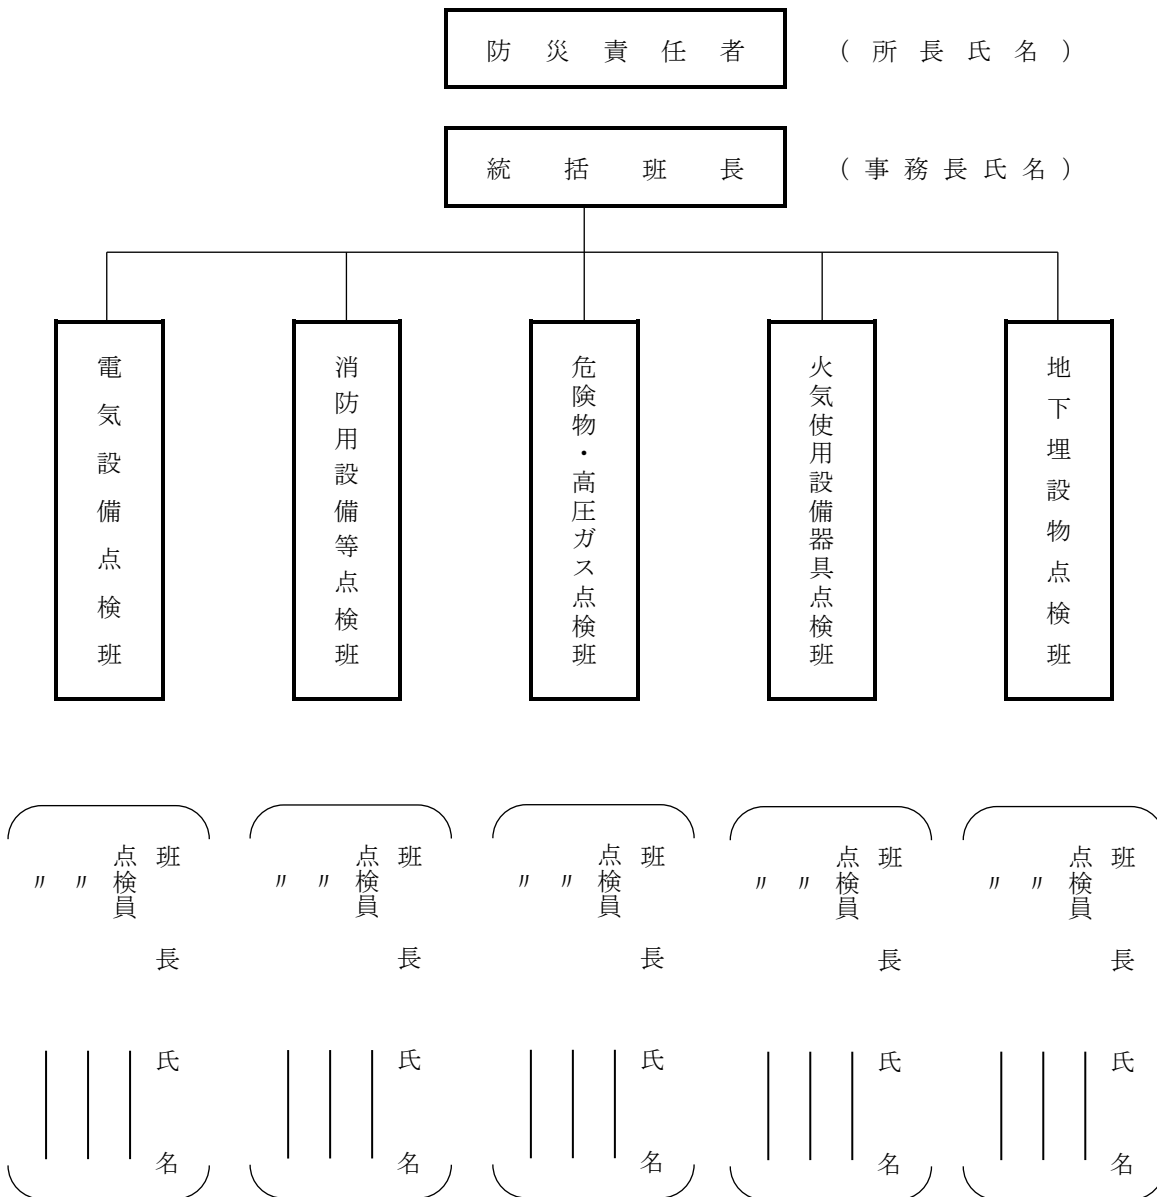 防災責任者 （所長氏名）
統括班長 （事務長氏名）
電気設備点検班
消防用設備等点検班
危険物・高圧ガス点検班
火気使用設備器具点検班
地下埋設物点検班
班長氏名
点検員
〃
〃
班長氏名
点検員
〃
〃
班長氏名
点検員
〃
〃
班長氏名
点検員
〃
〃
班長氏名
点検員
〃
〃